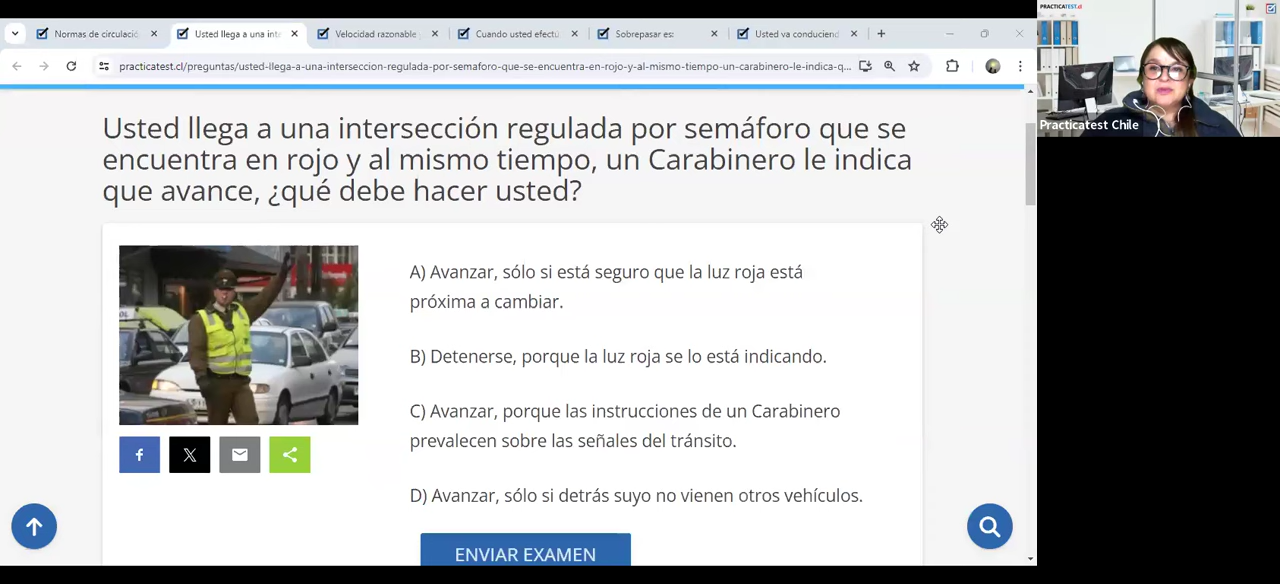 Normas de circulació
Usted llega a una inte
Velocidad razonable
Cuando usted efectú
Sobrepasar es:
Usted va conduciend
practicatest.cl/preguntas/usted-llega-a-una-interseccion-regulada-por-semaforo-que-se-encuentra-en-rojo-y-al-mismo-tiempo-un-carabinero-le-indica-q...
PRACTICATEST.cl
Practicatest Chile
Usted llega a una intersección regulada por semáforo que se
encuentra en rojo y al mismo tiempo, un Carabinero le indica
que avance, ¿qué debe hacer usted?
A) Avanzar, sólo si está seguro que la luz roja está
próxima a cambiar.
B) Detenerse, porque la luz roja se lo está indicando.
C) Avanzar, porque las instrucciones de un Carabinero
prevalecen sobre las señales del tránsito.
D) Avanzar, sólo si detrás suyo no vienen otros vehículos.
ENVIAR EXAMEN